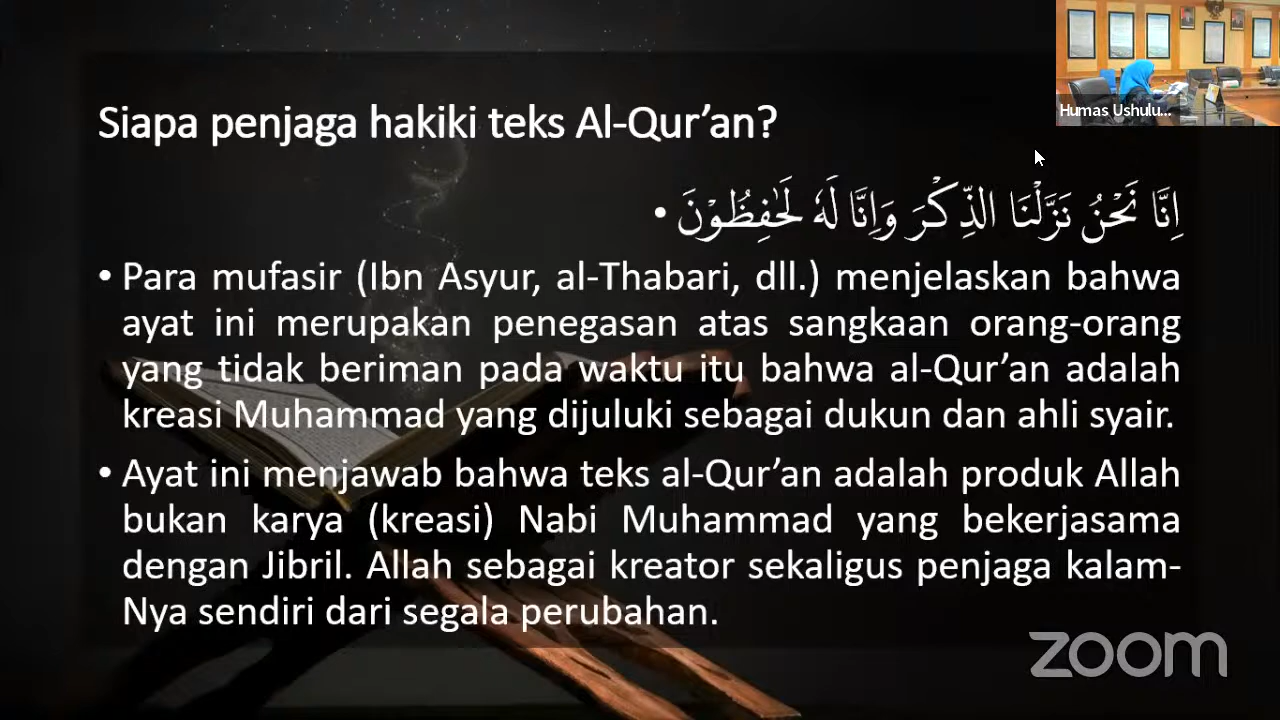 Humas Ushulu...
Siapa penjaga hakiki teks Al-Qur’an?
• اِنَّا نَحْنُ نَزَّلْنَا الذِّكْرَ وَاِنَّا لَهٗ لَحٰفِظُوْنَ
• Para mufasir (Ibn Asyur, al-Thabari, dll.) menjelaskan bahwa
ayat ini merupakan penegasan atas sangkaan orang-orang
yang tidak beriman pada waktu itu bahwa al-Qur’an adalah
kreasi Muhammad yang dijuluki sebagai dukun dan ahli syair.
• Ayat ini menjawab bahwa teks al-Qur’an adalah produk Allah
bukan karya (kreasi) Nabi Muhammad yang bekerjasama
dengan Jibril. Allah sebagai kreator sekaligus penjaga kalam-
Nya sendiri dari segala perubahan.
zoom